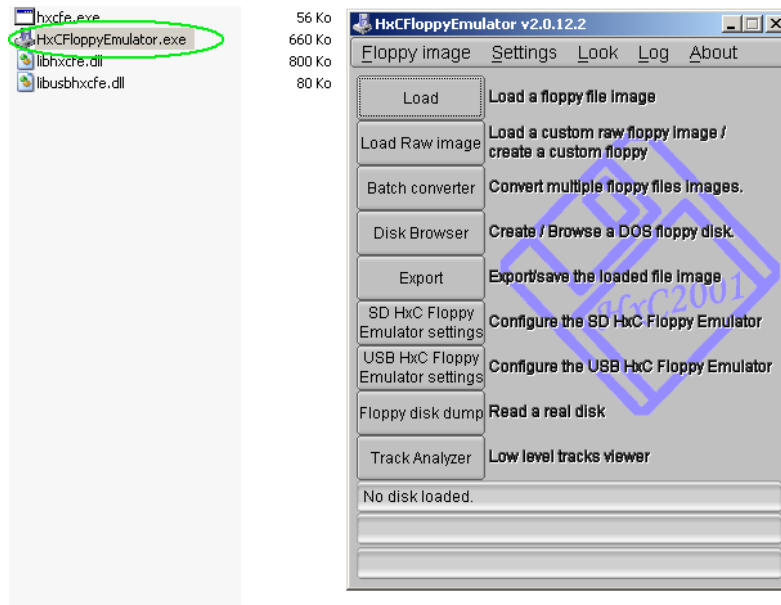 hxcfe.exe 56 Ko
HxCFloppyEmulator.exe 660 Ko
libhxcfe.dll 800 Ko
libusbhxcfe.dll 80 Ko
HxCFloppyEmulator v2.0.12.2
Floppy image Settings Look Log About
Load Load a floppy file image
Load Raw image Load a custom raw floppy image /
create a custom floppy
Batch converter Convert multiple floppy files images.
Disk Browser Create / Browse a DOS floppy disk.
Export Export/save the loaded file image
HxC2001
SD HxC Floppy
Emulator settings Configure the SD HxC Floppy Emulator
USB HxC Floppy
Emulator settings Configure the USB HxC Floppy Emulator
Floppy disk dump Read a real disk
Track Analyzer Low level tracks viewer
No disk loaded.